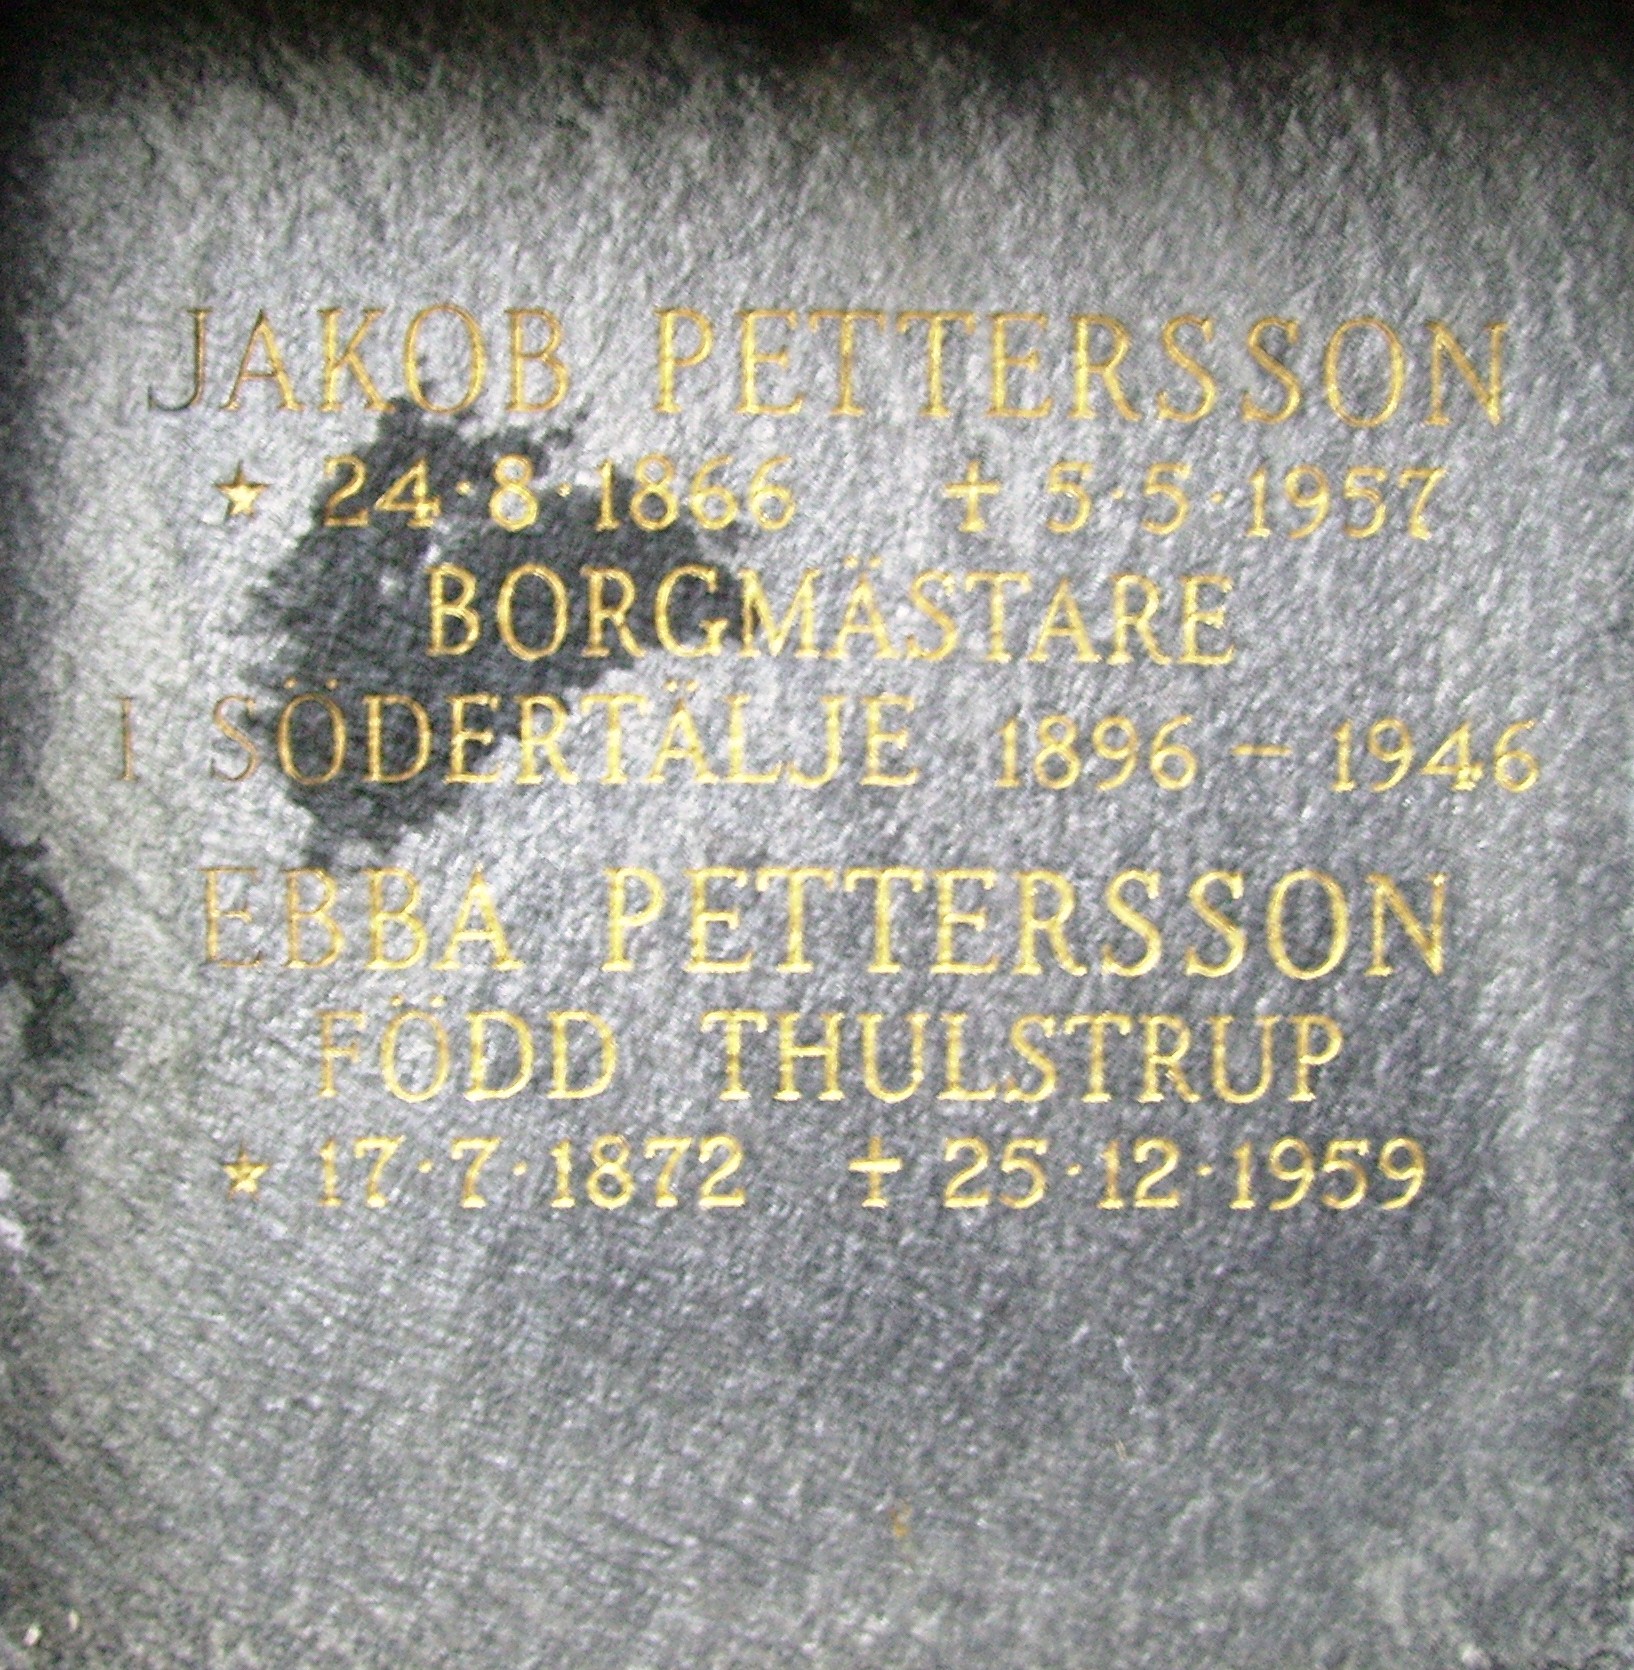 JAKOB PETTERSSON
★ 24·8·1866 † 5·5·1957
BORGMÄSTARE
I SÖDERTÄLJE 1896 – 1946
EBBA PETTERSSON
FÖDD THULSTRUP
★ 17·7·1872 † 25·12·1959